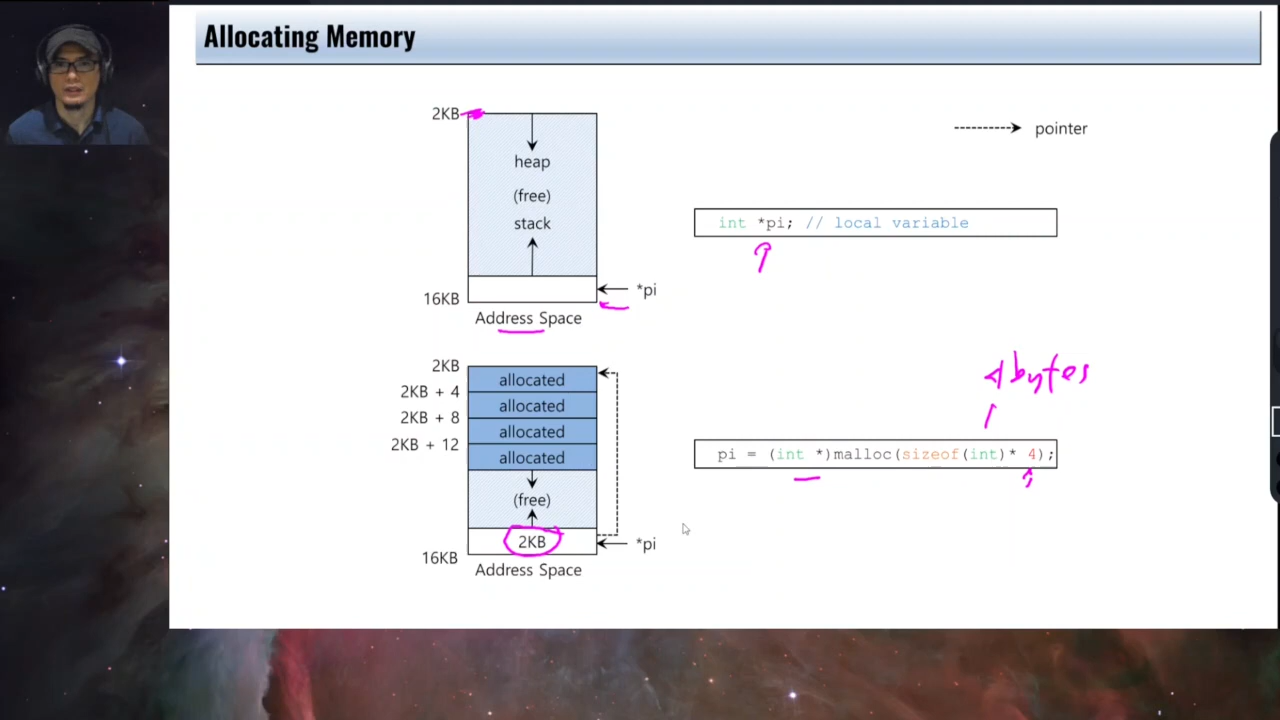 Allocating Memory
2KB
heap
(free)
stack
16KB
*pi
Address Space
pointer
int *pi; // local variable
2KB
2KB + 4
2KB + 8
2KB + 12
allocated
allocated
allocated
allocated
(free)
2KB
16KB
*pi
Address Space
4 bytes
pi = (int *)malloc(sizeof(int)* 4);